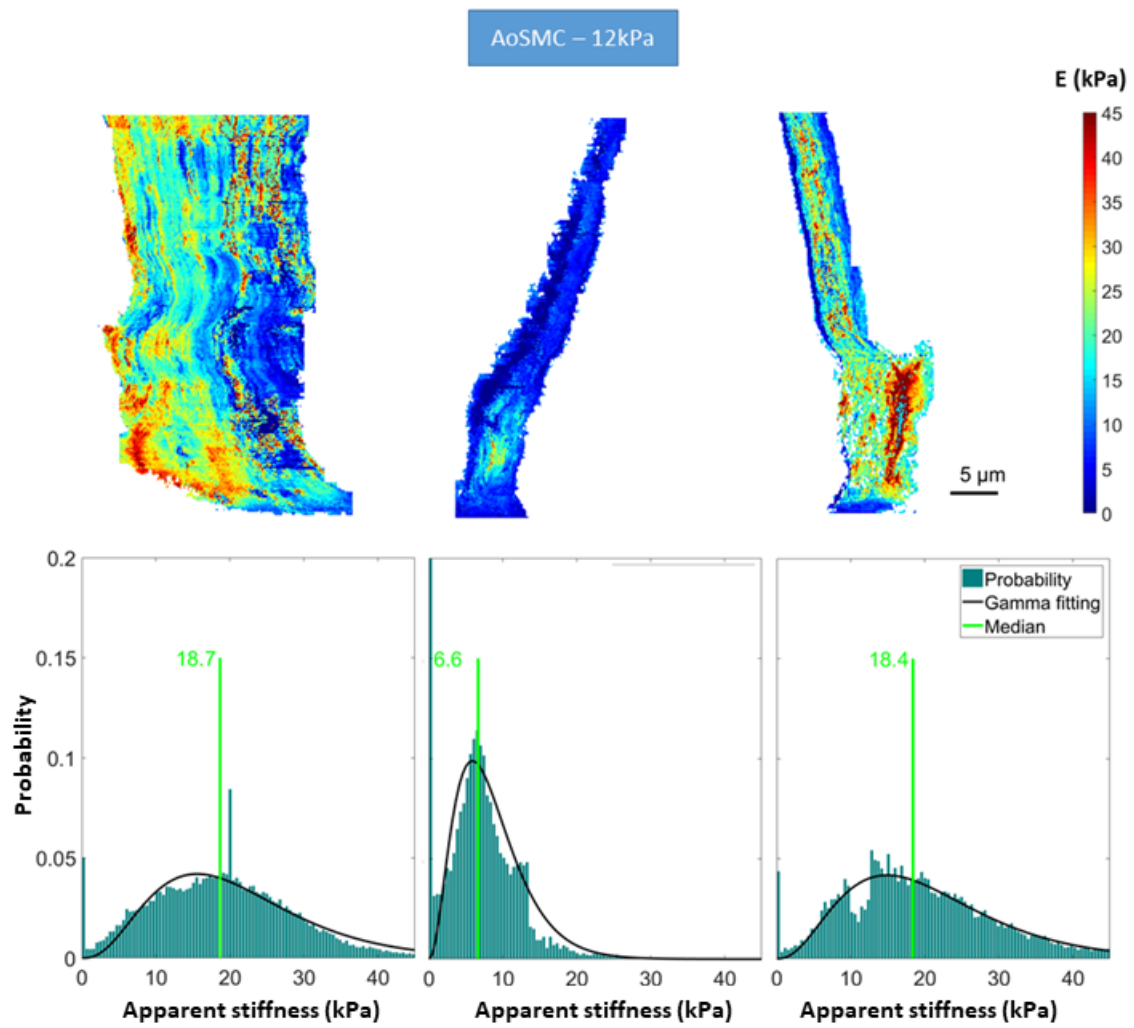 AoSMC – 12kPa
E (kPa)
45
40
35
30
25
20
15
10
5
0
5 µm
0.2
0.15
0.1
0.05
0
Probability
18.7
6.6
18.4
Probability
Gamma fitting
Median
0 10 20 30 40
0 10 20 30 40
0 10 20 30 40
Apparent stiffness (kPa)
Apparent stiffness (kPa)
Apparent stiffness (kPa)